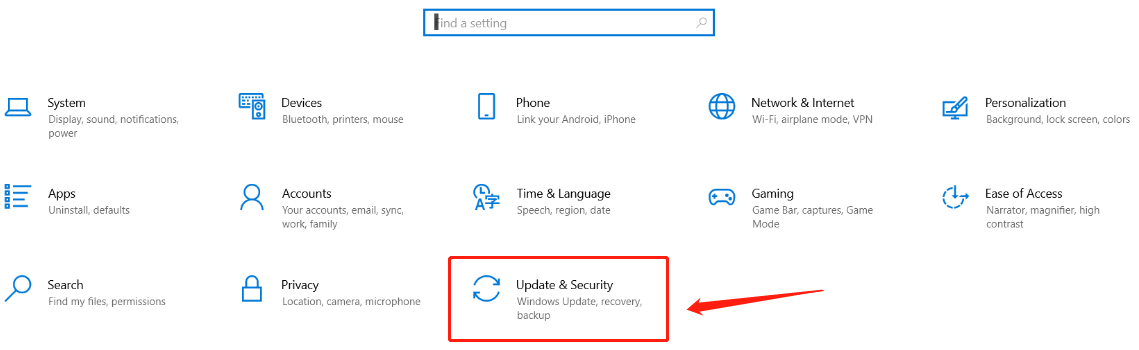 Find a setting
System
Display, sound, notifications,
power
Devices
Bluetooth, printers, mouse
Phone
Link your Android, iPhone
Network & Internet
Wi-Fi, airplane mode, VPN
Personalization
Background, lock screen, colors
Apps
Uninstall, defaults
Accounts
Your accounts, email, sync,
work, family
Time & Language
Speech, region, date
Gaming
Game Bar, captures, Game
Mode
Ease of Access
Narrator, magnifier, high
contrast
Search
Find my files, permissions
Privacy
Location, camera, microphone
Update & Security
Windows Update, recovery,
backup